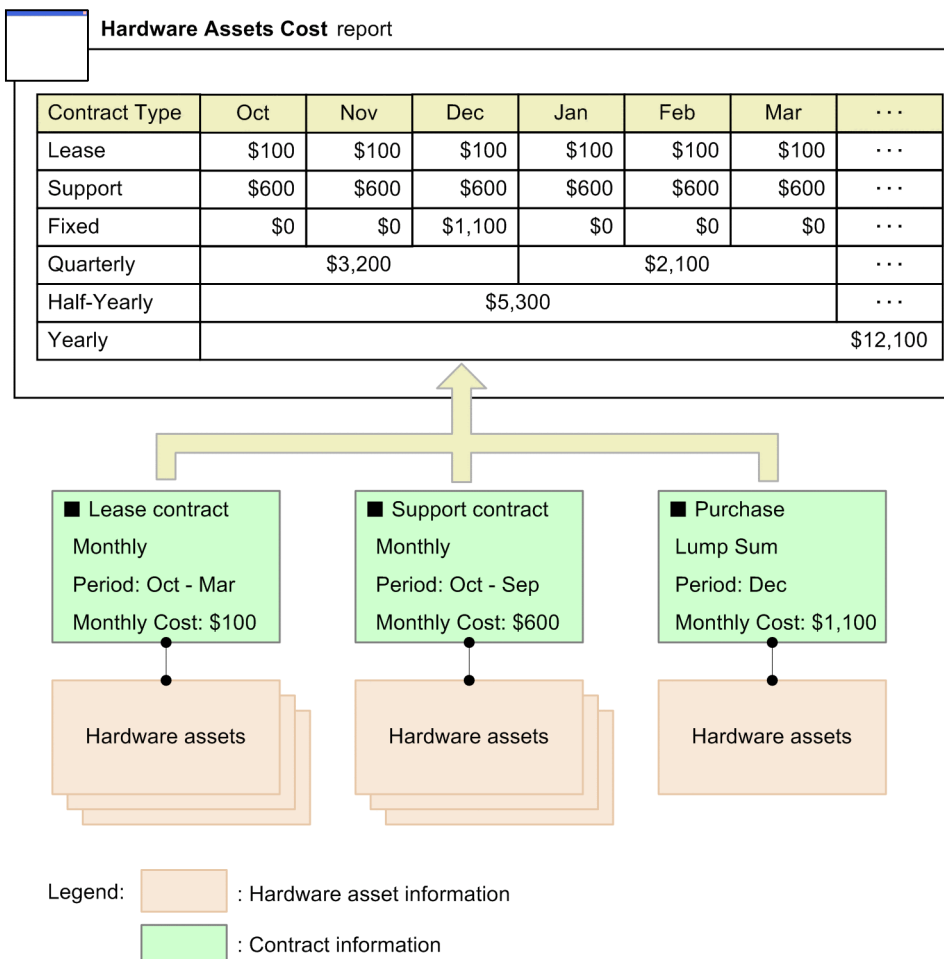 Hardware Assets Cost report
Contract Type Oct Nov Dec Jan Feb Mar ...
Lease $100 $100 $100 $100 $100 $100 ...
Support $600 $600 $600 $600 $600 $600 ...
Fixed $0 $0 $1,100 $0 $0 $0 ...
Quarterly $3,200 $2,100 ...
Half-Yearly $5,300 ...
Yearly $12,100
■ Lease contract
Monthly
Period: Oct - Mar
Monthly Cost: $100
■ Support contract
Monthly
Period: Oct - Sep
Monthly Cost: $600
■ Purchase
Lump Sum
Period: Dec
Monthly Cost: $1,100
Hardware assets
Hardware assets
Hardware assets
Legend:
: Hardware asset information
: Contract information